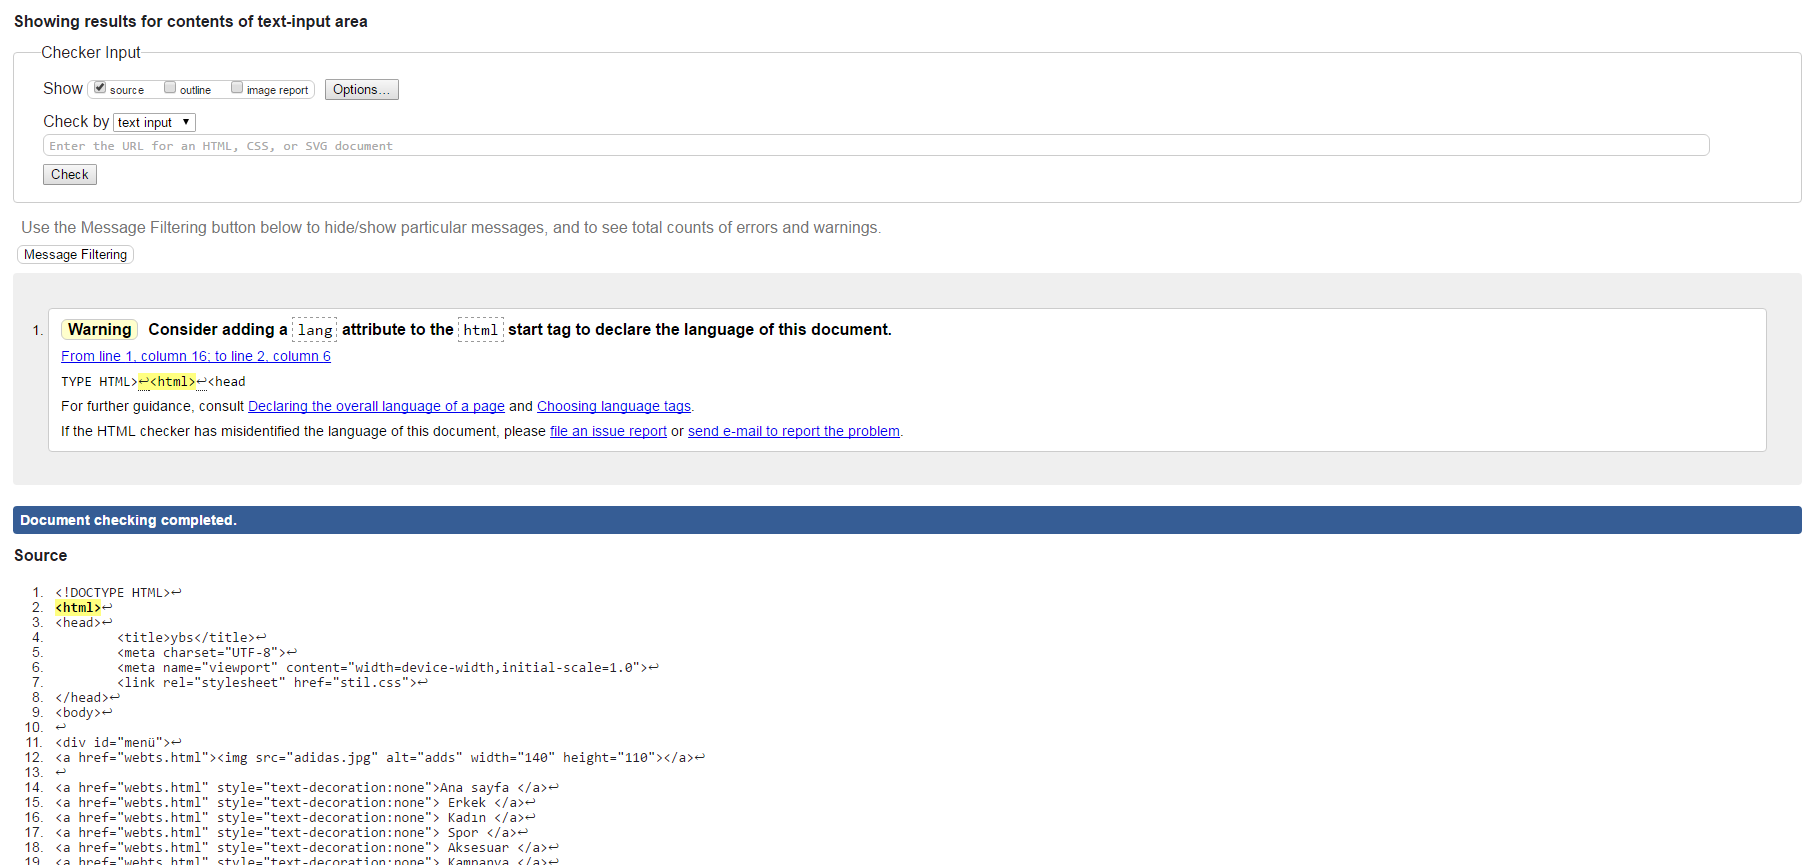 Showing results for contents of text-input area
Checker Input
Show source outline image report Options...
Check by text input
Enter the URL for an HTML, CSS, or SVG document
Check
Use the Message Filtering button below to hide/show particular messages, and to see total counts of errors and warnings.
Message Filtering
1. Warning Consider adding a lang attribute to the html start tag to declare the language of this document.
From line 1, column 16; to line 2, column 6
TYPE HTML>↩<html>↩<head
For further guidance, consult Declaring the overall language of a page and Choosing language tags.
If the HTML checker has misidentified the language of this document, please file an issue report or send e-mail to report the problem.
Document checking completed.
Source
1. <!DOCTYPE HTML>↩
2. <html>↩
3. <head>↩
4. <title>ybs</title>↩
5. <meta charset="UTF-8">↩
6. <meta name="viewport" content="width=device-width,initial-scale=1.0">↩
7. <link rel="stylesheet" href="stil.css">↩
8. </head>↩
9. <body>↩
10. ↩
11. <div id="menü">↩
12. <a href="webts.html"><img src="adidas.jpg" alt="adds" width="140" height="110"></a>↩
13. ↩
14. <a href="webts.html" style="text-decoration:none">Ana sayfa </a>↩
15. <a href="webts.html" style="text-decoration:none"> Erkek </a>↩
16. <a href="webts.html" style="text-decoration:none"> Kadın </a>↩
17. <a href="webts.html" style="text-decoration:none"> Spor </a>↩
18. <a href="webts.html" style="text-decoration:none"> Aksesuar </a>↩
19. <a href="webts.html" style="text-decoration:none"> Kampanya </a>↩